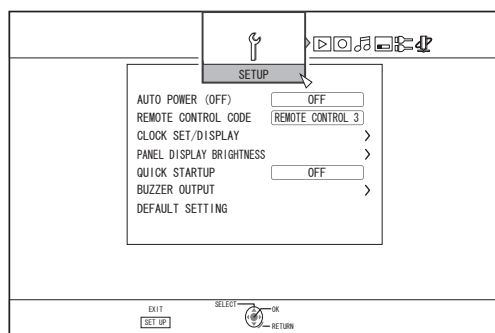 SETUP
AUTO POWER (OFF) OFF
REMOTE CONTROL CODE REMOTE CONTROL 3
CLOCK SET/DISPLAY
PANEL DISPLAY BRIGHTNESS
QUICK STARTUP OFF
BUZZER OUTPUT
DEFAULT SETTING
EXIT
SET UP
SELECT
OK
RETURN